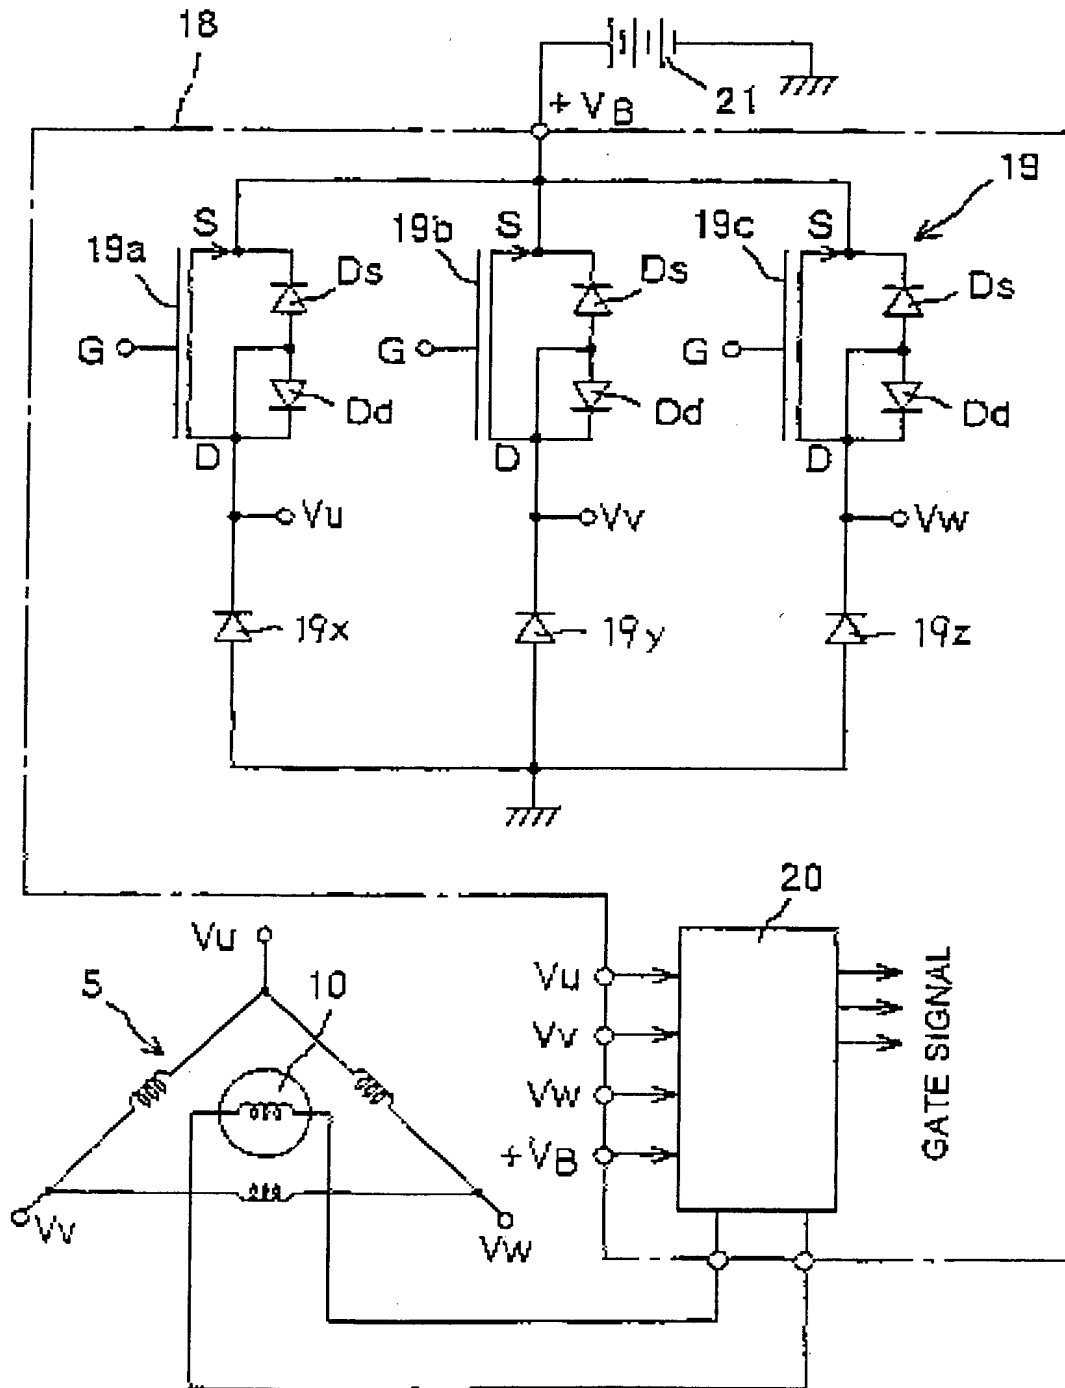 18
21
+VB
19
19a
S
19b
S
19c
S
Ds
Ds
Ds
G
G
G
Dd
Dd
Dd
D
D
D
Vu
Vv
Vw
19x
19y
19z
20
Vu
5
10
Vu
Vv
Vw
+VB
GATE SIGNAL
Vv
Vw